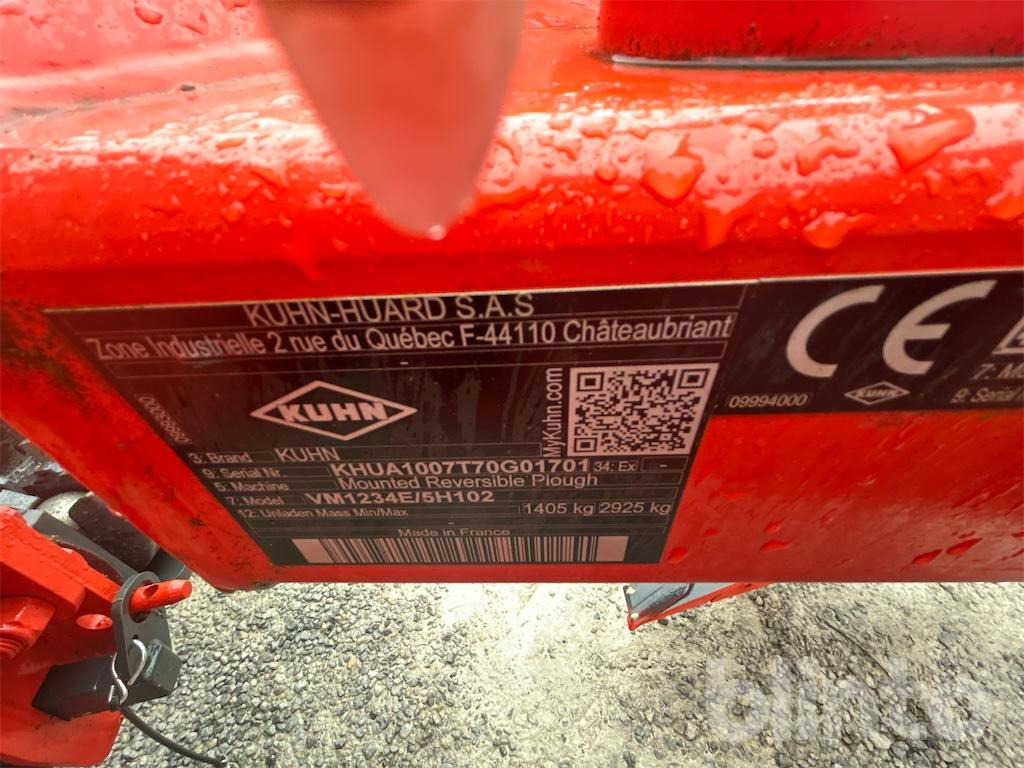 KUHN-HUARD S.A.S
Zone Industrielle 2 rue du Québec F-44110 Châteaubriant
KUHN
MyKuhn.com
3: Brand KUHN
6: Serial Nr KHUA1007T70G01701 34: Ex -
5: Machine Mounted Reversible Plough
7: Model VM1234E/5H102
12: Unladen Mass Min/Max 1405 kg 2925 kg
Made in France
CE
09994000
KUHN
7: Mo
9: Serial
blinto